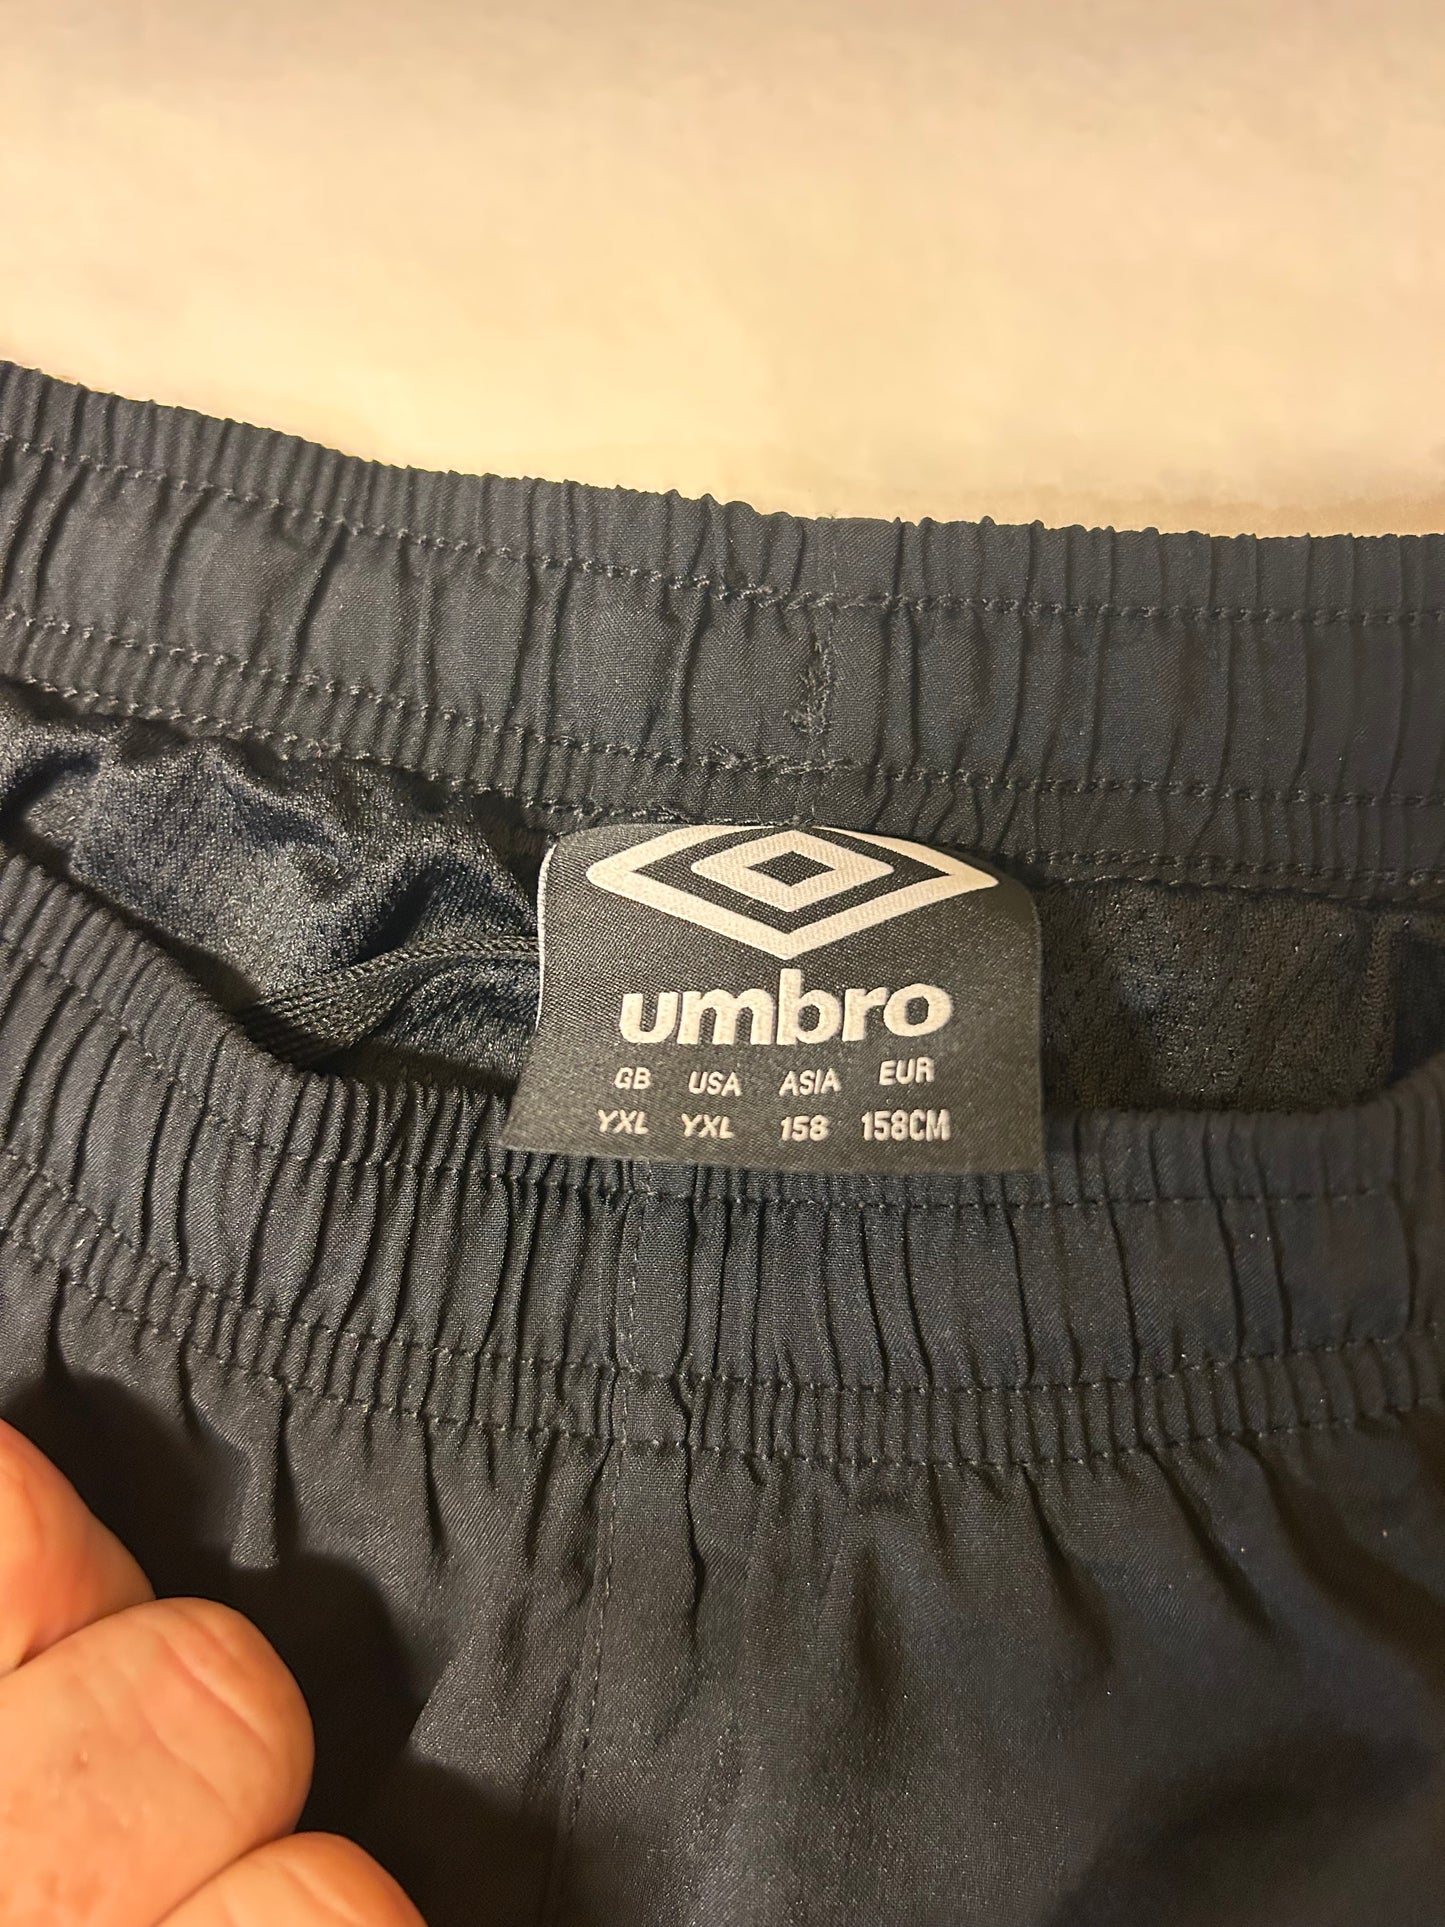 umbro
GB USA ASIA EUR
YXL YXL 158 158CM